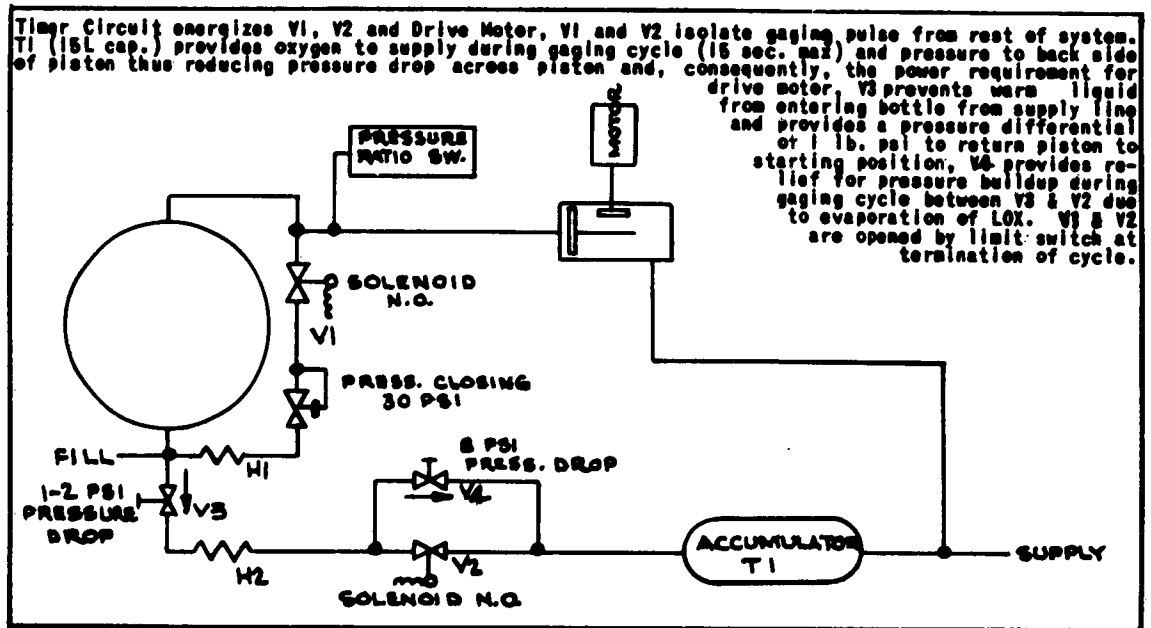 Timer Circuit energizes V1, V2 and Drive Motor, V1 and V2 isolate gaging pulse from rest of system.
T1 (15L cap.) provides oxygen to supply during gaging cycle (15 sec. max) and pressure to back side
of piston thus reducing pressure drop across piston and, consequently, the power requirement for
drive motor, V3 prevents warm liquid
from entering bottle from supply line
and provides a pressure differential
of 1 lb. psi to return piston to
starting position, V4 provides re-
lief for pressure buildup during
gaging cycle between V3 & V2 due
to evaporation of LOX. V1 & V2
are opened by limit switch at
termination of cycle.
MOTOR
PRESSURE
RATIO SW.
SOLENOID
N.O.
V1
PRESS. CLOSING
30 PSI
FILL
H1
1-2 PSI
PRESSURE
DROP
V3
PSI
PRESS. DROP
V4
H2
V2
SOLENOID N.O.
ACCUMULATOR
T1
SUPPLY